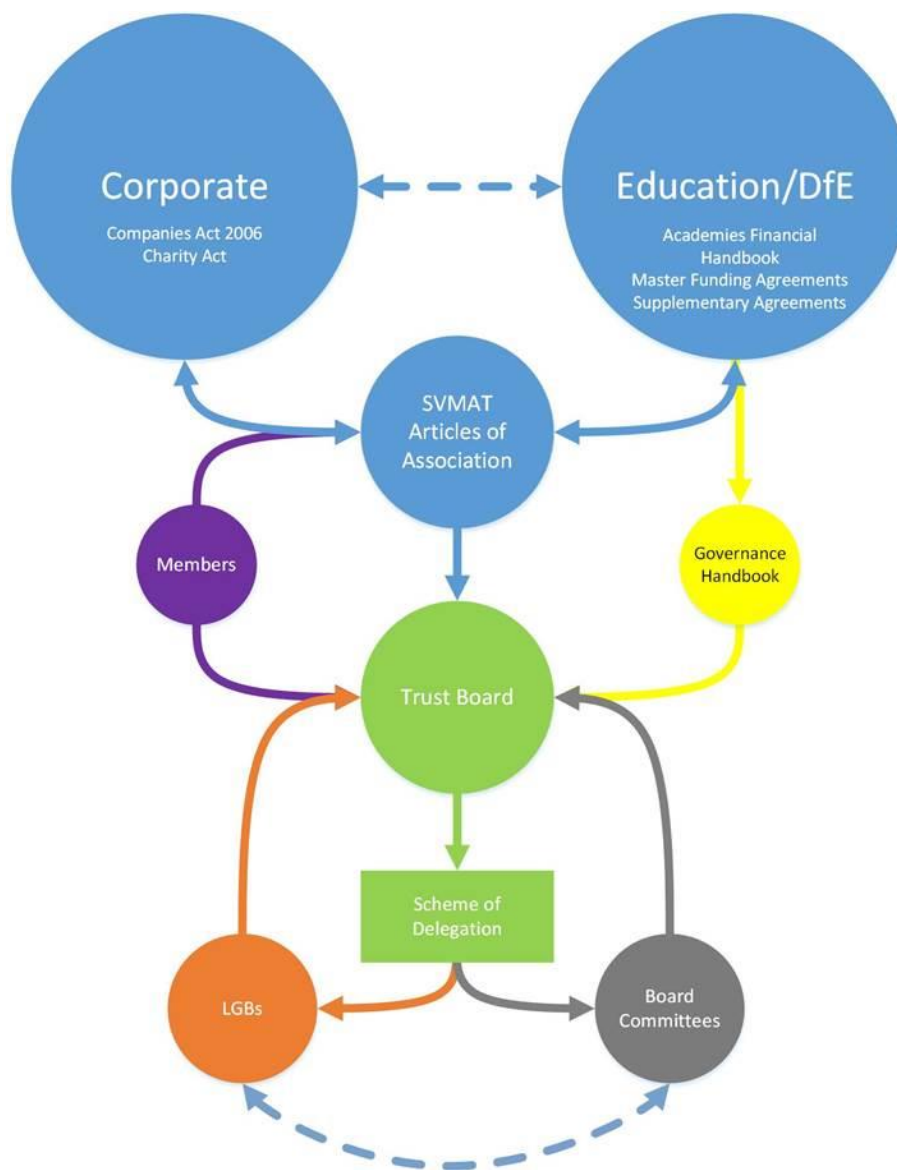 Corporate
Companies Act 2006
Charity Act
Education/DfE
Academies Financial
Handbook
Master Funding Agreements
Supplementary Agreements
SVMAT
Articles of
Association
Members
Governance
Handbook
Trust Board
Scheme of
Delegation
LGBs
Board
Committees